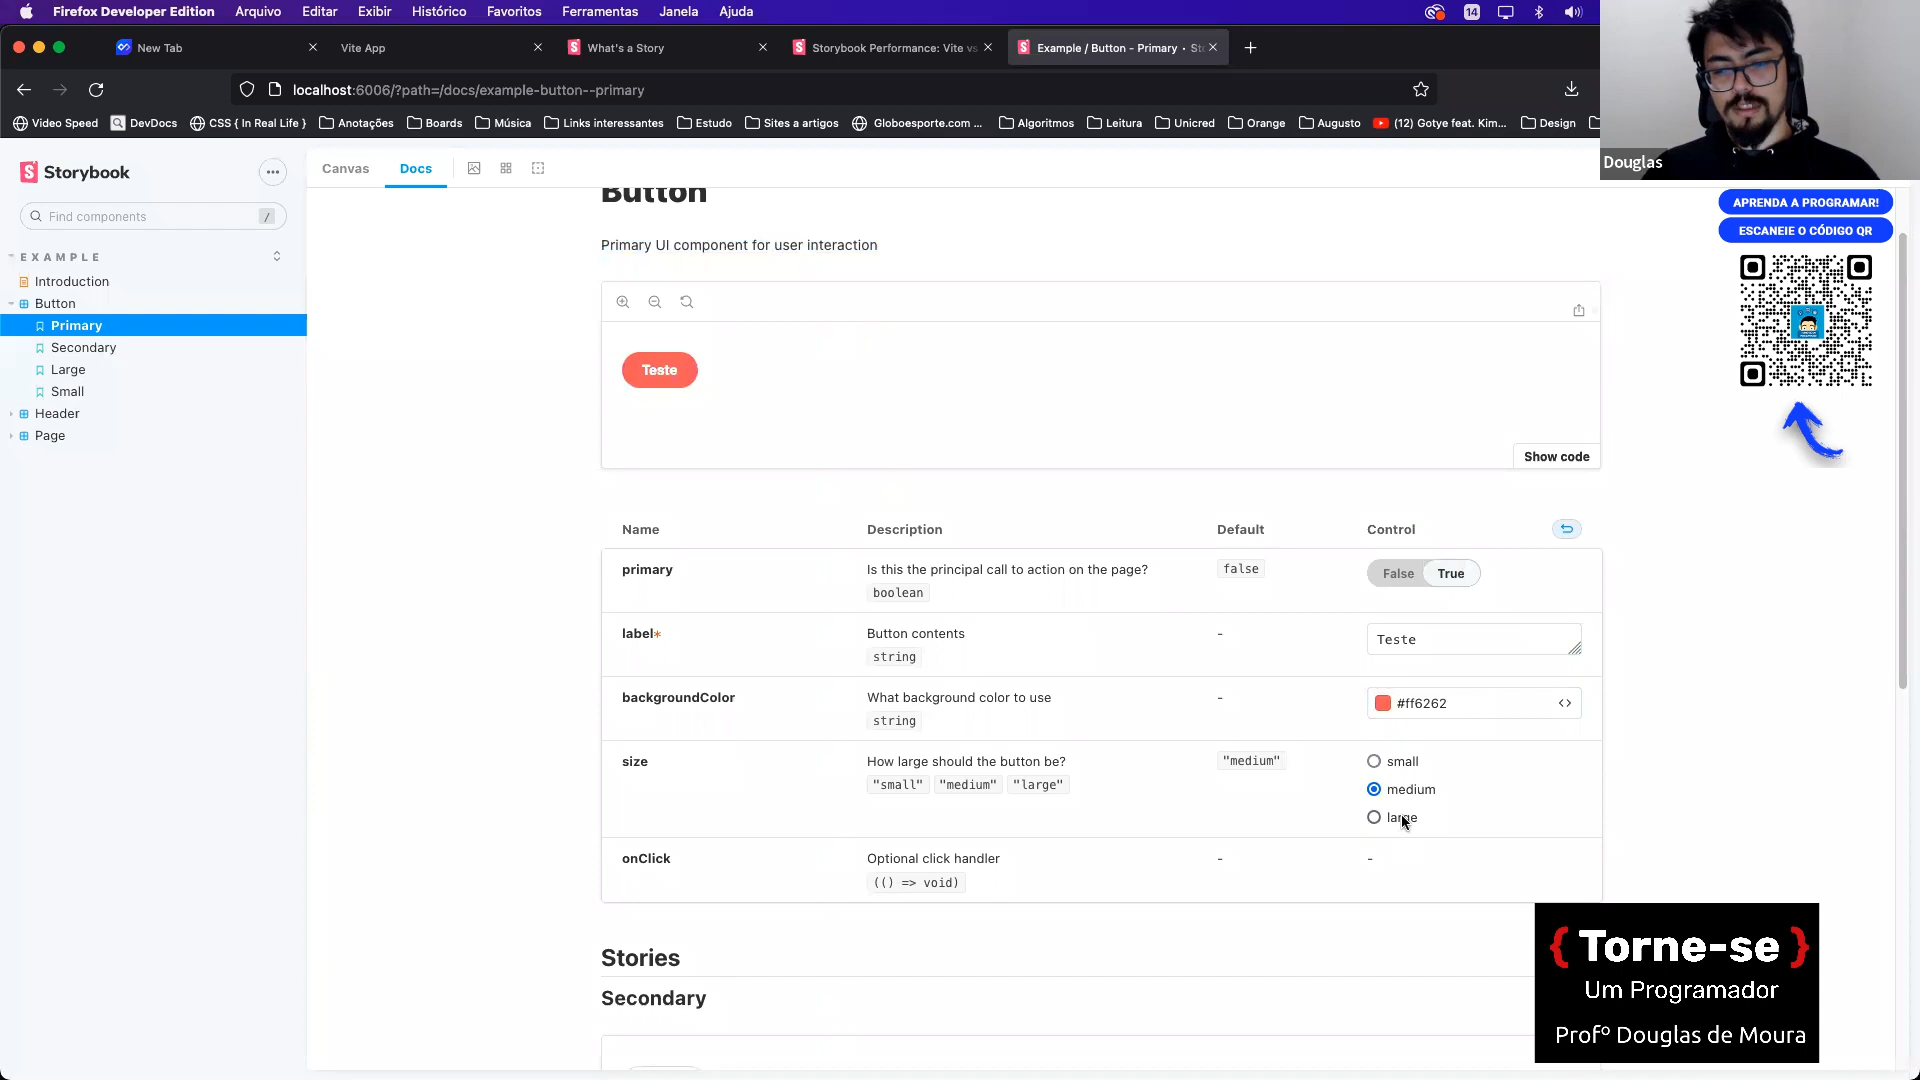 Firefox Developer Edition Arquivo Editar Exibir Histórico Favoritos Ferramentas Janela Ajuda 14
New Tab Vite App What's a Story Storybook Performance: Vite vs Example / Button - Primary • St
localhost:6006/?path=/docs/example-button--primary
Video Speed DevDocs CSS { In Real Life } Anotações Boards Música Links interessantes Estudo Sites a artigos Globoesporte.com ... Algoritmos Leitura Unicred Orange Augusto (12) Gotye feat. Kim... Design
Douglas
Storybook
Canvas Docs
Find components /
EXAMPLE
Introduction
Button
Primary
Secondary
Large
Small
Header
Page
Button
Primary UI component for user interaction
Teste
Show code
Name Description Default Control
primary Is this the principal call to action on the page? false False True
boolean
label* Button contents - Teste
string
backgroundColor What background color to use - #ff6262
string
size How large should the button be? "medium" small
"small" "medium" "large" medium
large
onClick Optional click handler - -
(() => void)
Stories
Secondary
APRENDA A PROGRAMAR!
ESCANEIE O CÓDIGO QR
{ Torne-se }
Um Programador
Profº Douglas de Moura